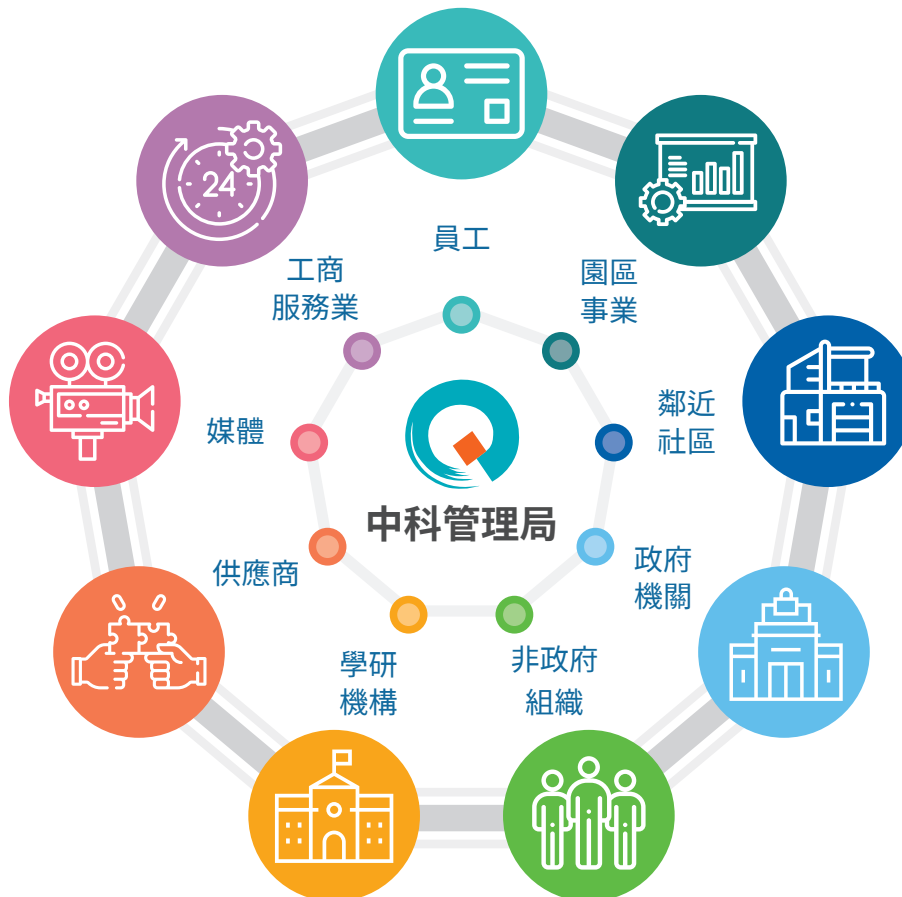 24
員工
園區
事業
鄰近
社區
政府
機關
非政府
組織
學研
機構
供應商
媒體
工商
服務業
中科管理局